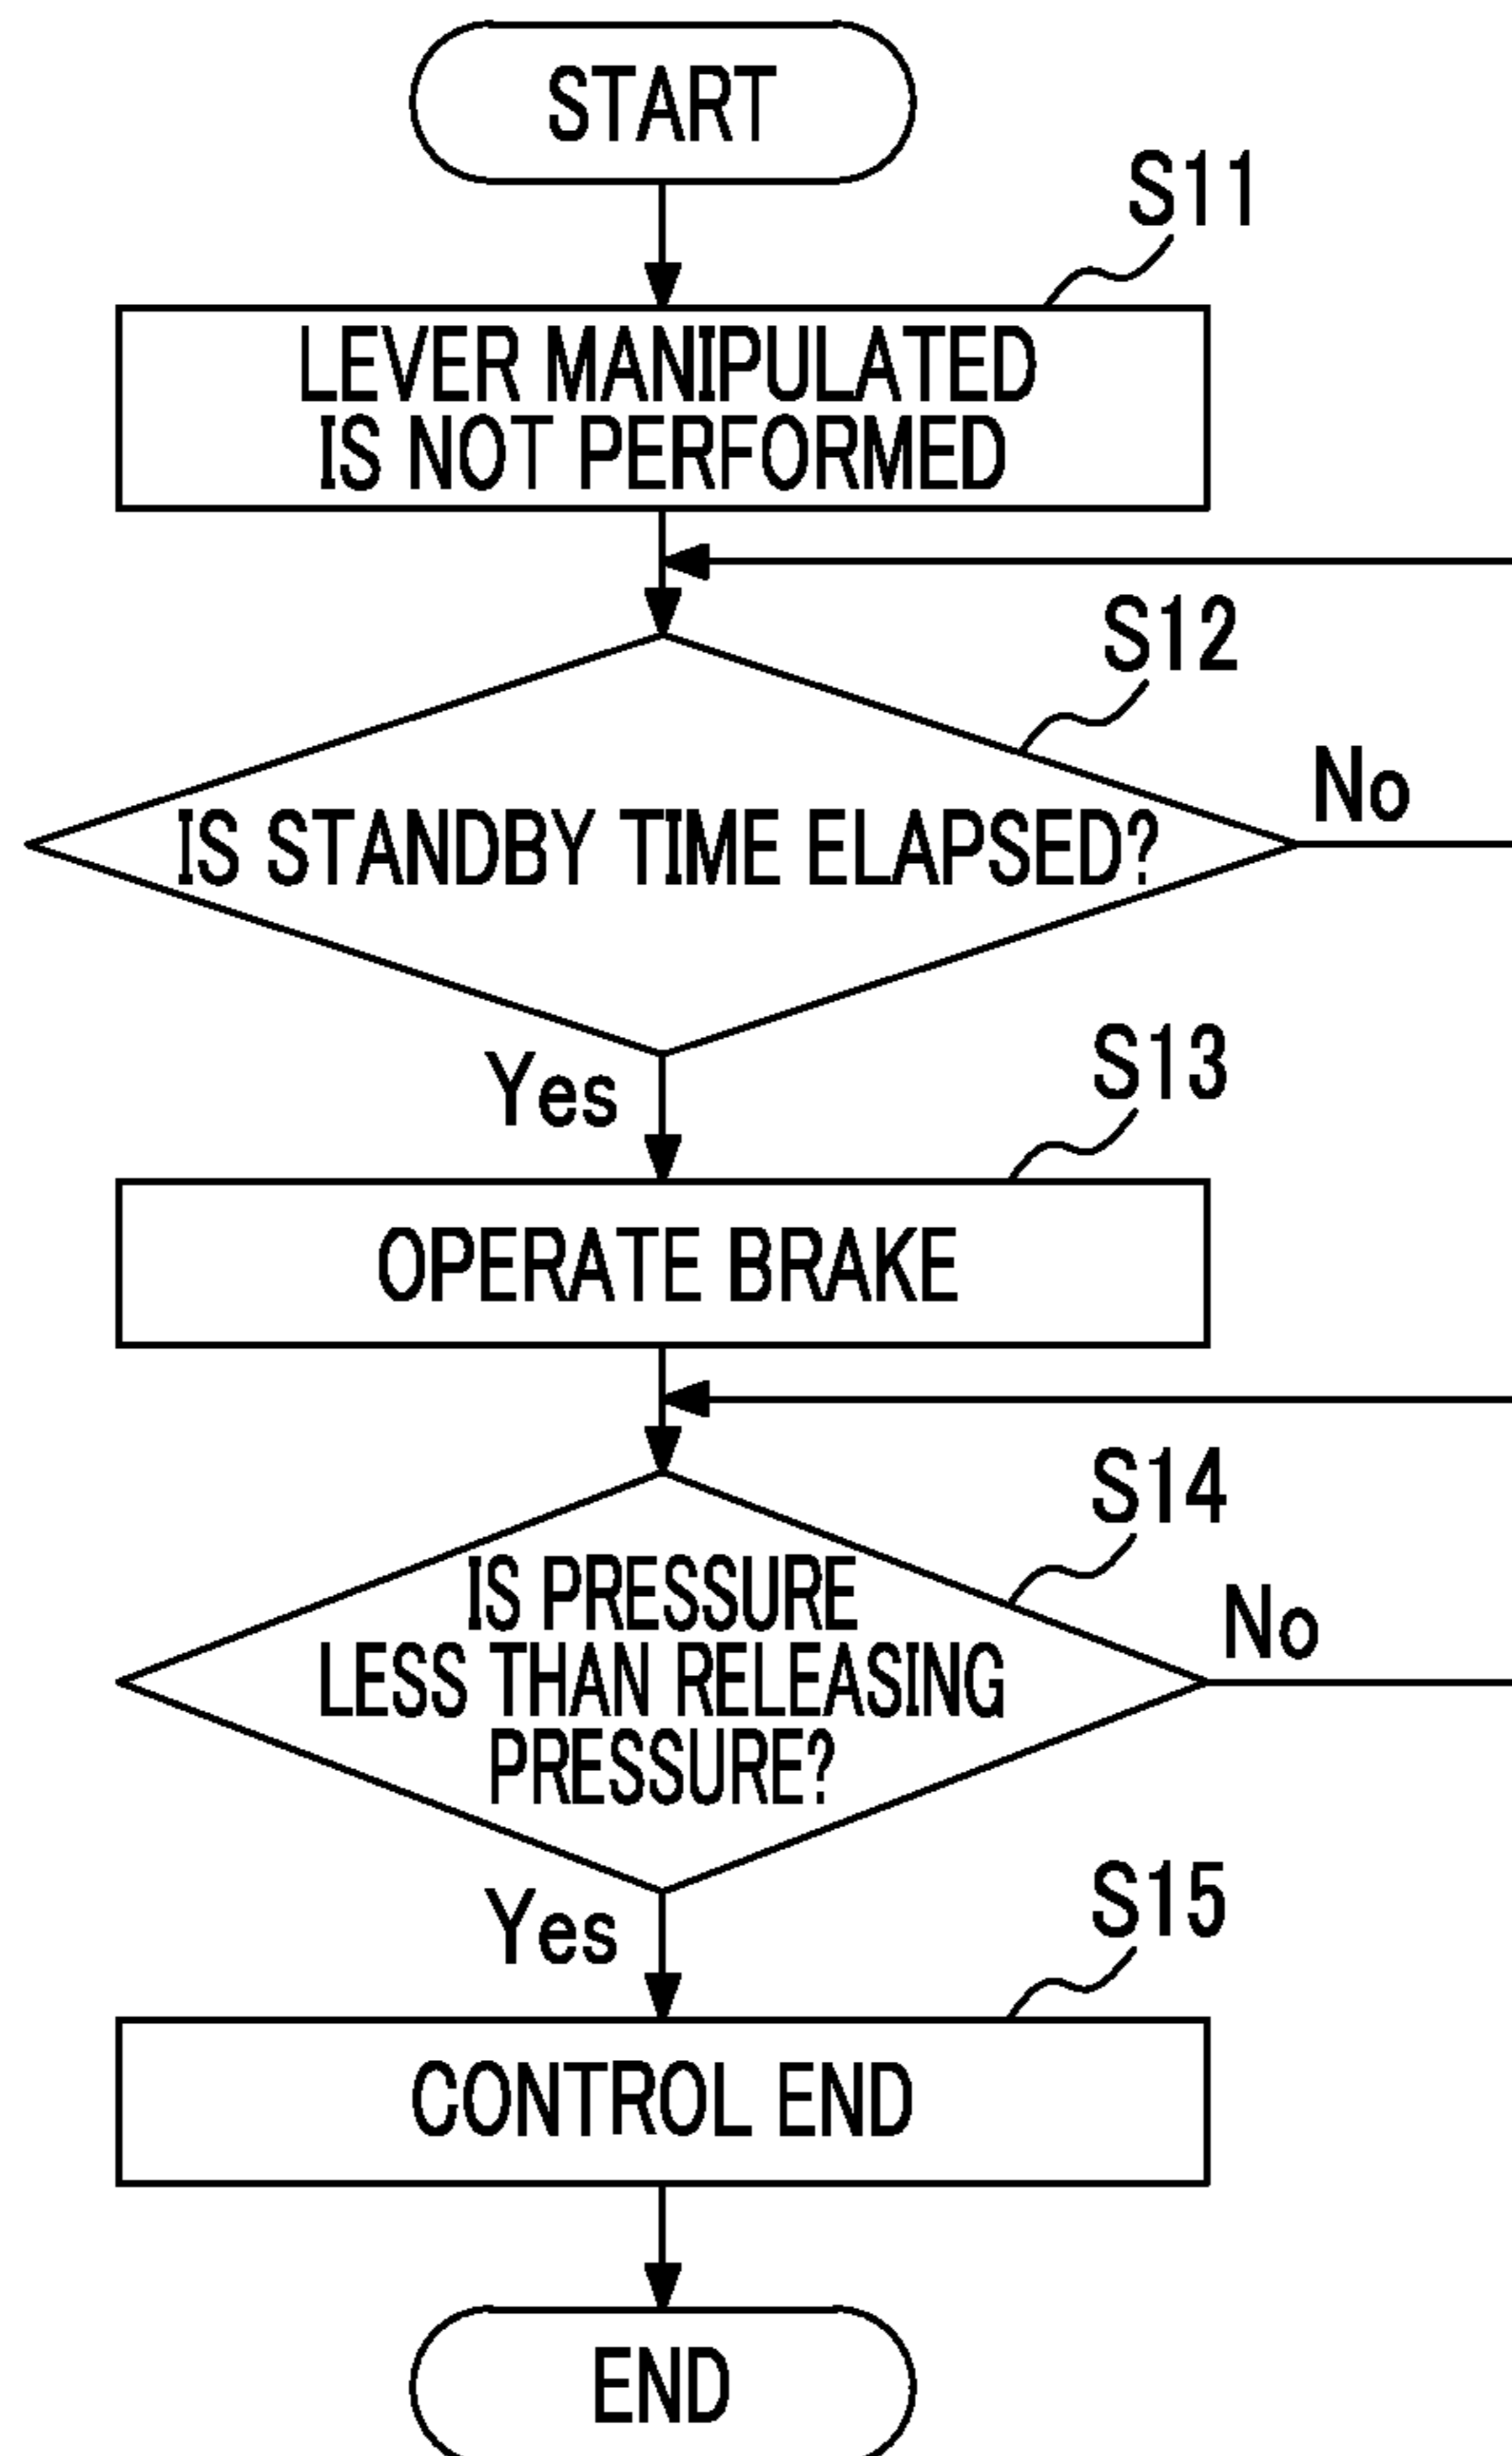 START
S11
LEVER MANIPULATED
IS NOT PERFORMED
S12
IS STANDBY TIME ELAPSED?
No
Yes
S13
OPERATE BRAKE
S14
IS PRESSURE
LESS THAN RELEASING
PRESSURE?
No
Yes
S15
CONTROL END
END